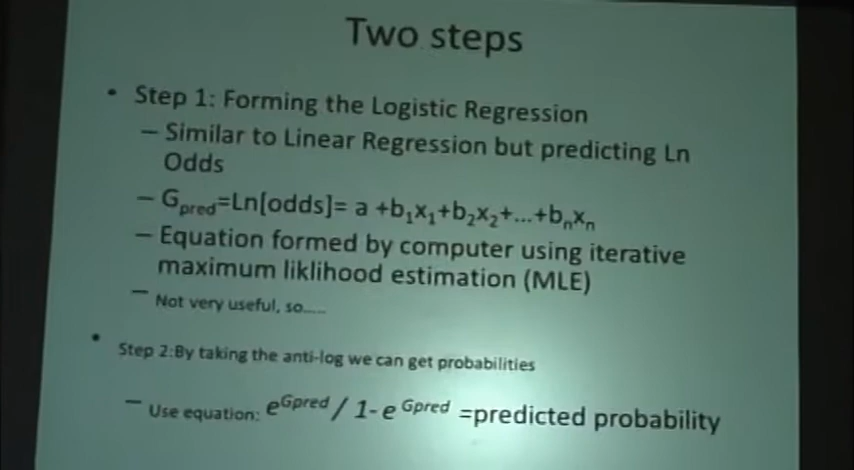 Two steps
• Step 1: Forming the Logistic Regression
– Similar to Linear Regression but predicting Ln
Odds
– Gpred=Ln[odds]= a +b1x1+b2x2+...+bnxn
– Equation formed by computer using iterative
maximum liklihood estimation (MLE)
– Not very useful, so.....
• Step 2:By taking the anti-log we can get probabilities
– Use equation: eGpred / 1- e Gpred =predicted probability